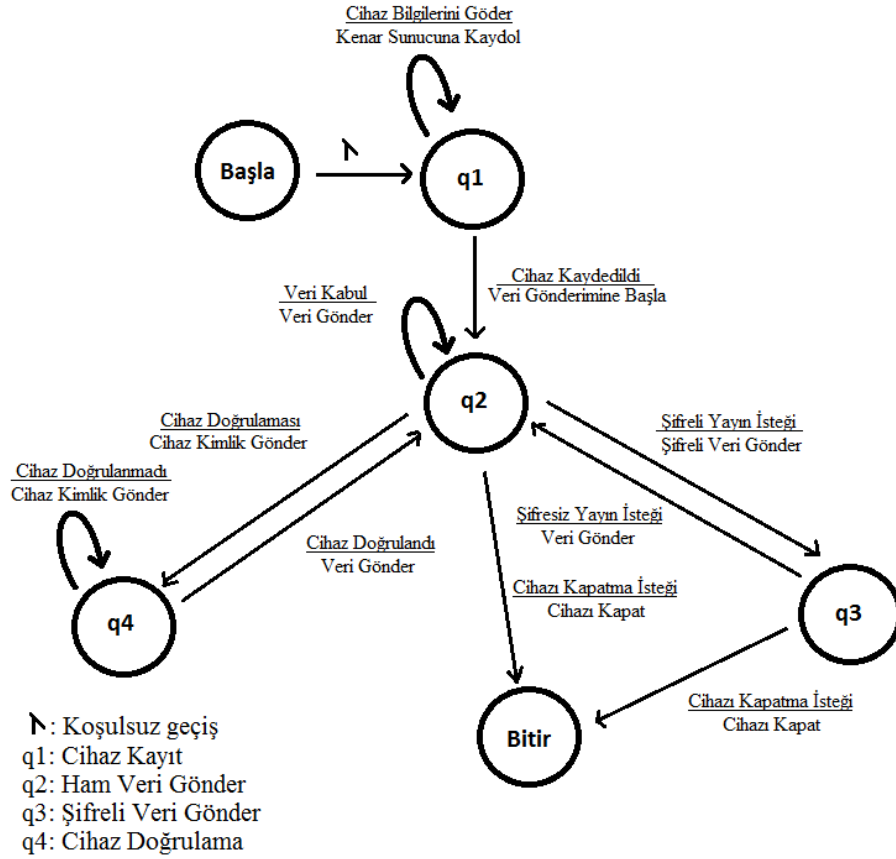 Cihaz Bilgilerini Göder
Kenar Sunucuna Kaydol
Başla
λ
q1
Cihaz Kaydedildi
Veri Gönderimine Başla
Veri Kabul
Veri Gönder
q2
Cihaz Doğrulaması
Cihaz Kimlik Gönder
Şifreli Yayın İsteği
Şifreli Veri Gönder
Cihaz Doğrulanmadı
Cihaz Kimlik Gönder
Cihaz Doğrulandı
Veri Gönder
Şifresiz Yayın İsteği
Veri Gönder
Cihazı Kapatma İsteği
Cihazı Kapat
q4
q3
Cihazı Kapatma İsteği
Cihazı Kapat
Bitir
λ: Koşulsuz geçiş
q1: Cihaz Kayıt
q2: Ham Veri Gönder
q3: Şifreli Veri Gönder
q4: Cihaz Doğrulama